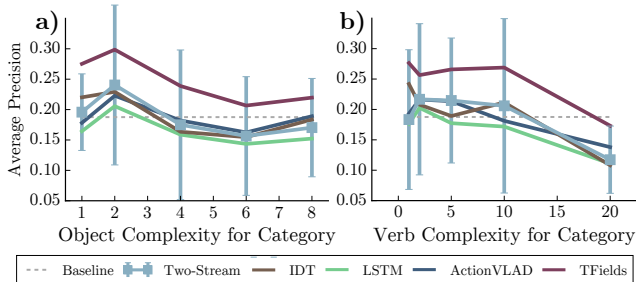 a)
b)
Average Precision
0.30
0.25
0.20
0.15
0.10
0.05
1 2 3 4 5 6 7 8
Object Complexity for Category
0.30
0.25
0.20
0.15
0.10
0.05
0 5 10 15 20
Verb Complexity for Category
Baseline Two-Stream IDT LSTM ActionVLAD TFields